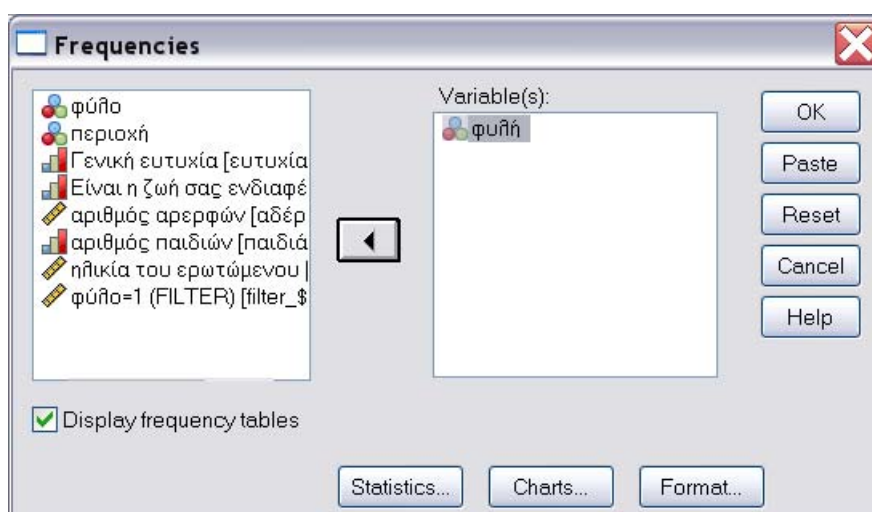 Frequencies
φύλο
περιοχή
Γενική ευτυχία [ευτυχία
Είναι η ζωή σας ενδιαφέ
αριθμός αρερφών [αδέρ
αριθμός παιδιών [παιδιά
ηλικία του ερωτώμενου [
φύλο=1 (FILTER) [filter_$
Variable(s):
φυλή
OK
Paste
Reset
Cancel
Help
Display frequency tables
Statistics...
Charts...
Format...